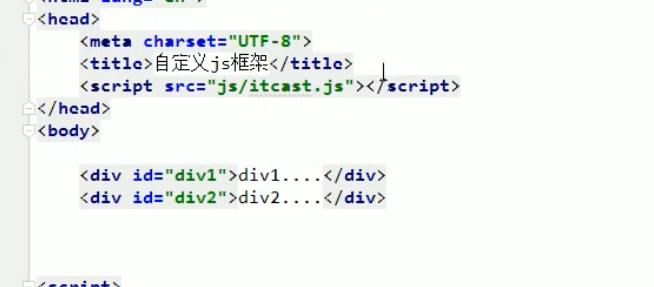 <head>
<meta charset="UTF-8">
<title>自定义js框架</title>
<script src="js/itcast.js"></script>
</head>
<body>
<div id="div1">div1....</div>
<div id="div2">div2....</div>
<script>